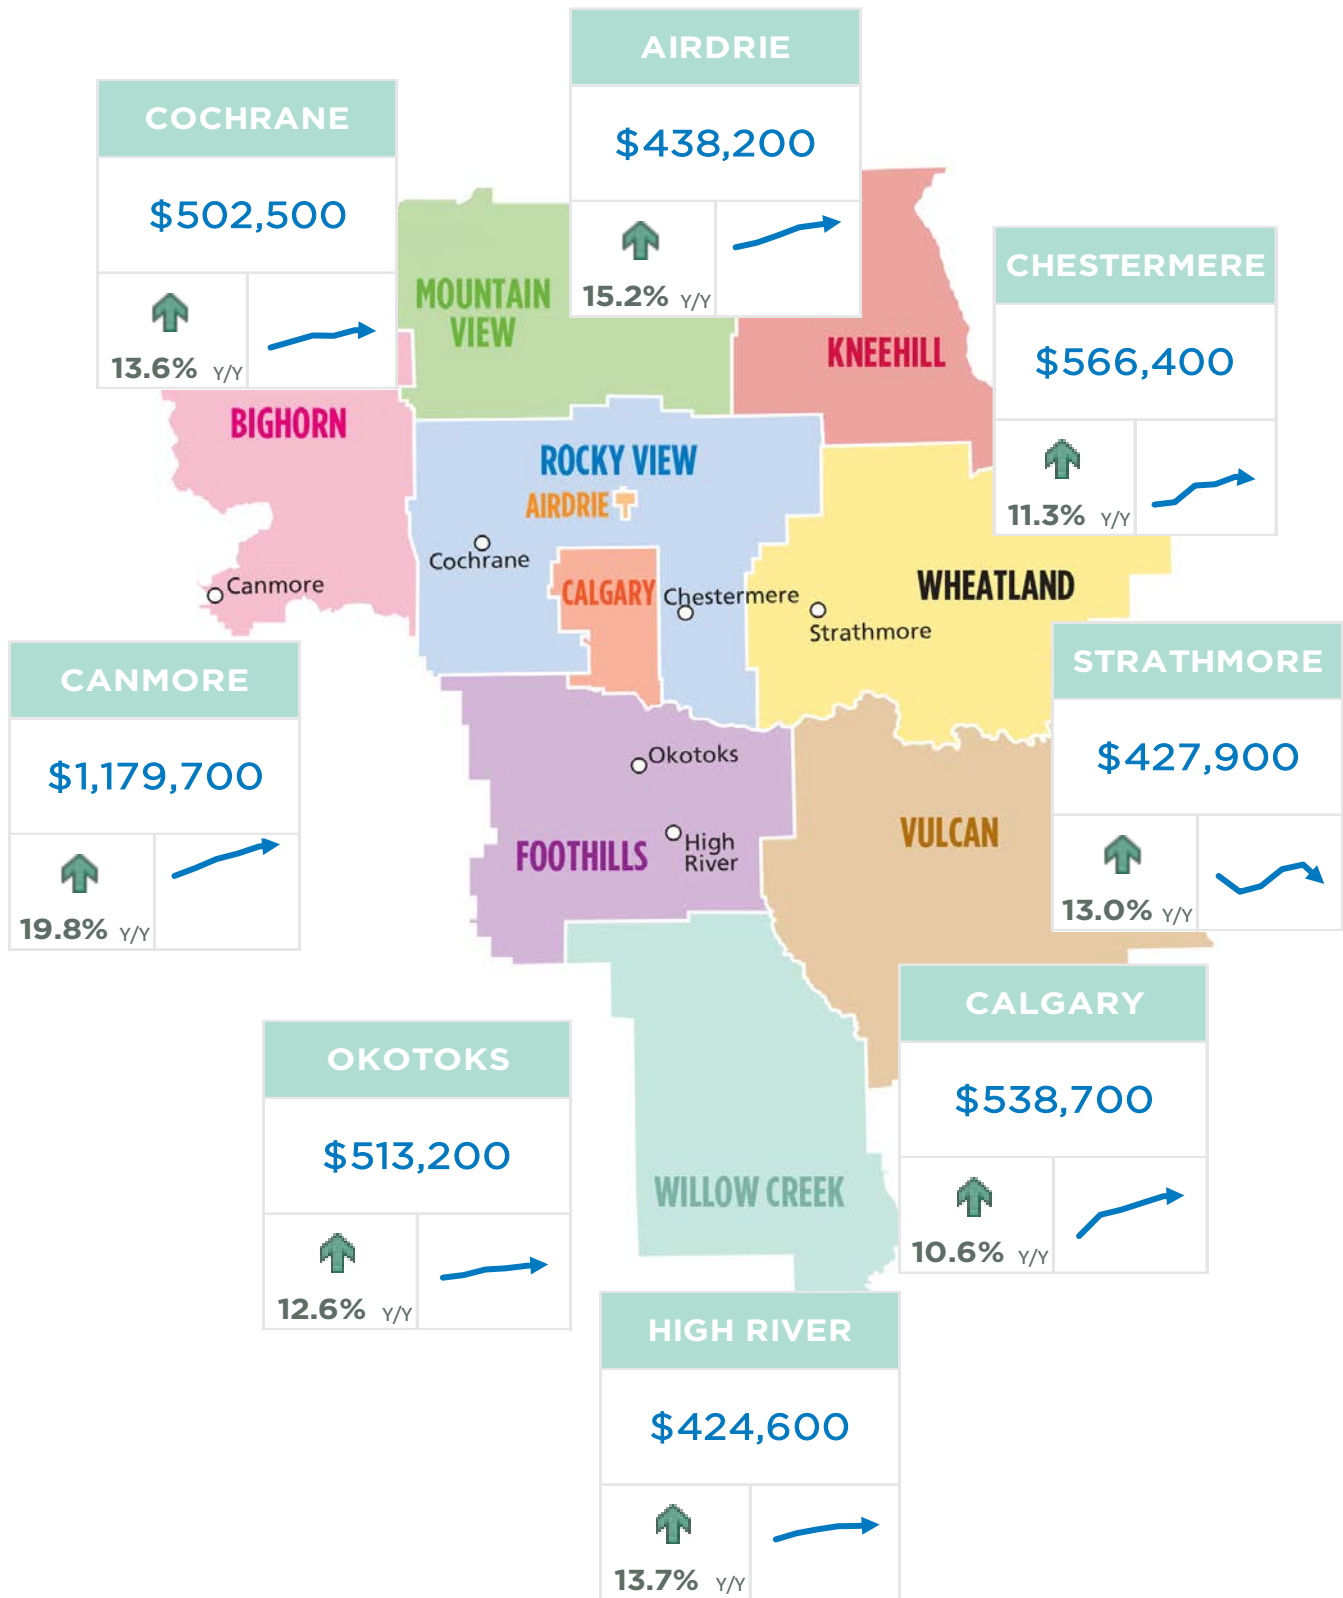 AIRDRIE
$438,200
15.2% Y/Y
COCHRANE
$502,500
13.6% Y/Y
CHESTERMERE
$566,400
11.3% Y/Y
MOUNTAIN
VIEW
KNEEHILL
BIGHORN
ROCKY VIEW
AIRDRIE
Cochrane
Canmore
CALGARY
Chestermere
WHEATLAND
Strathmore
CANMORE
$1,179,700
19.8% Y/Y
STRATHMORE
$427,900
13.0% Y/Y
Okotoks
High
River
FOOTHILLS
VULCAN
CALGARY
$538,700
10.6% Y/Y
OKOTOKS
$513,200
12.6% Y/Y
WILLOW CREEK
HIGH RIVER
$424,600
13.7% Y/Y